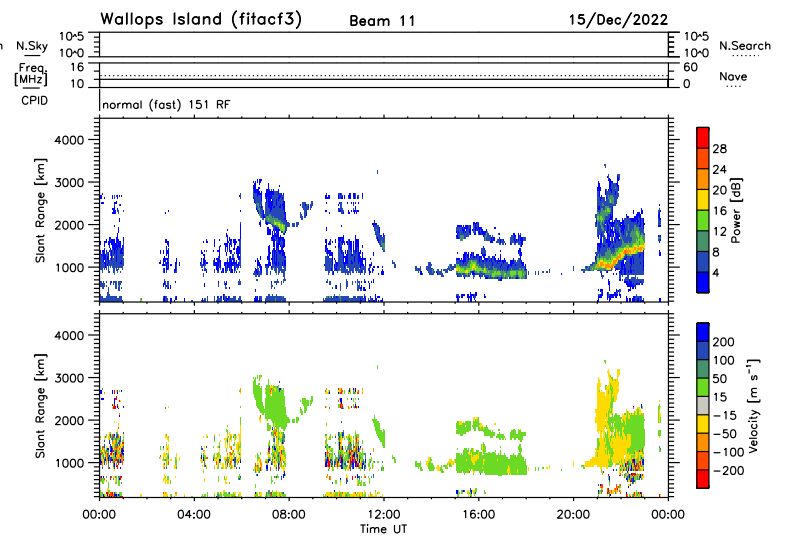 Wallops Island (fitacf3) Beam 11 15/Dec/2022
n N.Sky 10^5 10^0 10^5 10^0 N.Search
Freq. [MHz] 16 10 60 0 Nave
CPID normal (fast) 151 RF
Slant Range [km] 4000 3000 2000 1000
28 24 20 16 12 8 4 Power [dB]
Slant Range [km] 4000 3000 2000 1000
200 100 50 15 -15 -50 -100 -200 Velocity [m s⁻¹]
00:00 04:00 08:00 12:00 16:00 20:00 00:00
Time UT